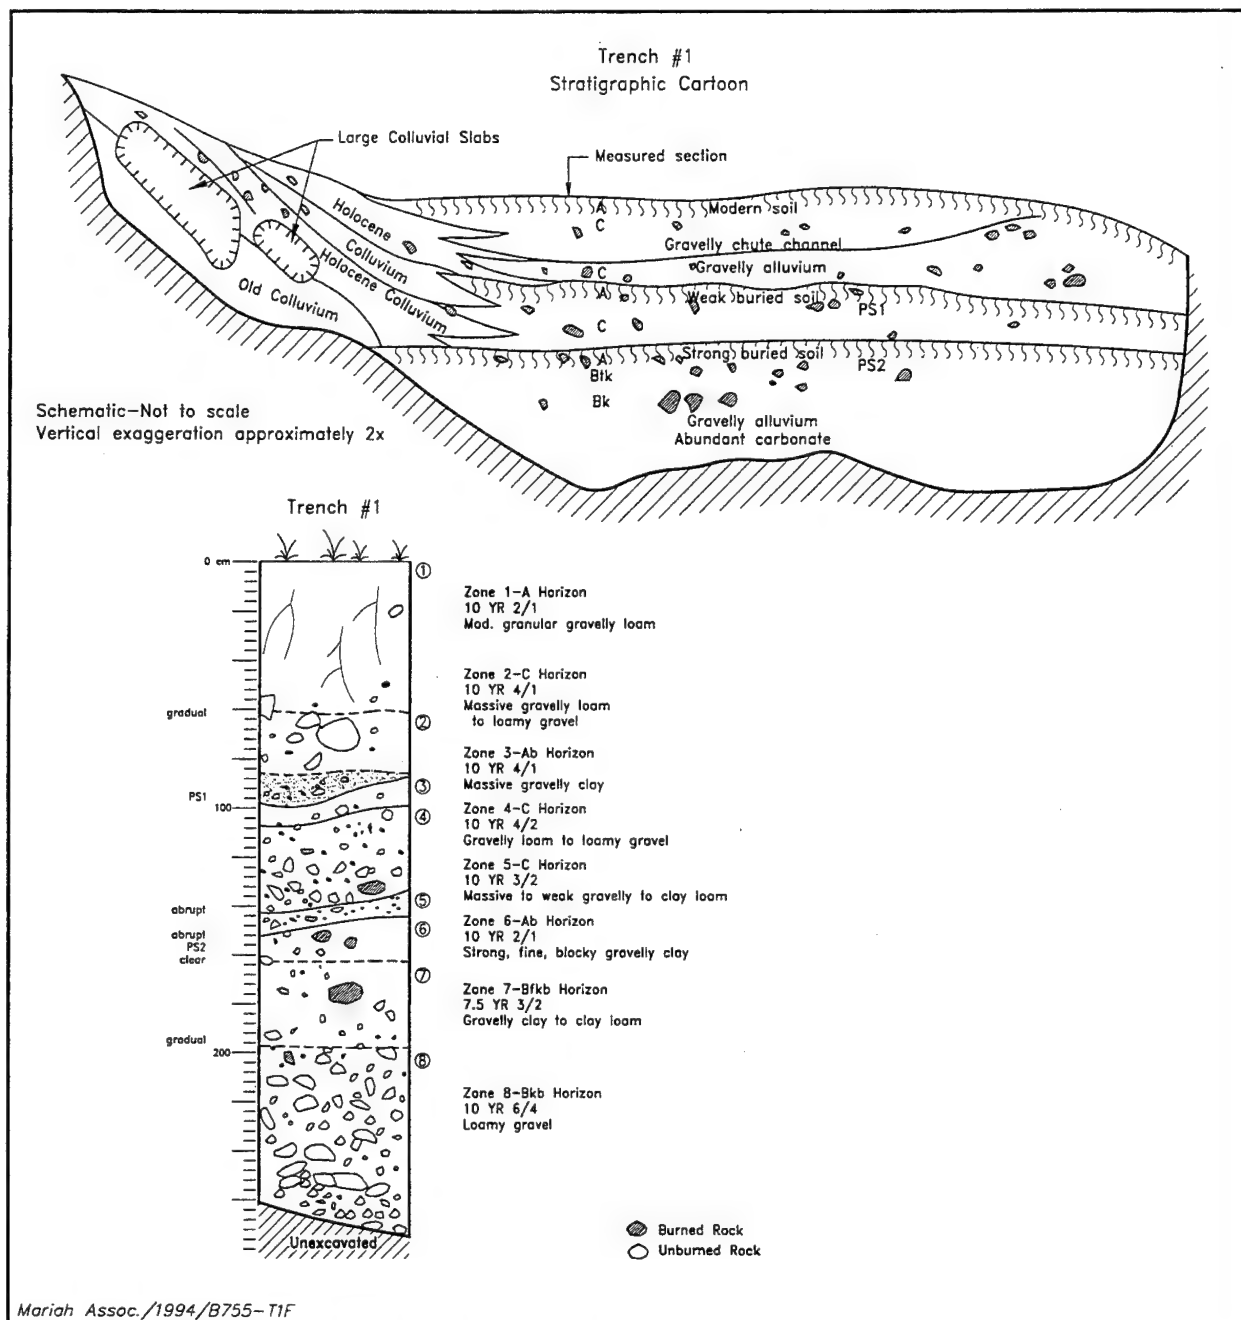 Trench #1
Stratigraphic Cartoon
Large Colluvial Slabs
Measured section
A
Modern soil
C
Holocene
Colluvium
Gravelly chute channel
C
Gravelly alluvium
Holocene Colluvium
Old Colluvium
A
Weak buried soil
PS1
C
A
Strong buried soil
PS2
Btk
Bk
Gravelly alluvium
Abundant carbonate
Schematic-Not to scale
Vertical exaggeration approximately 2x
Trench #1
0 cm
1
Zone 1-A Horizon
10 YR 2/1
Mod. granular gravelly loam
Zone 2-C Horizon
10 YR 4/1
Massive gravelly loam
to loamy gravel
gradual
2
Zone 3-Ab Horizon
10 YR 4/1
Massive gravelly clay
3
PS1
100
4
Zone 4-C Horizon
10 YR 4/2
Gravelly loam to loamy gravel
Zone 5-C Horizon
10 YR 3/2
Massive to weak gravelly to clay loam
5
abrupt
6
Zone 6-Ab Horizon
10 YR 2/1
Strong, fine, blocky gravelly clay
abrupt
PS2
clear
7
Zone 7-Bfkb Horizon
7.5 YR 3/2
Gravelly clay to clay loam
gradual
200
8
Zone 8-Bkb Horizon
10 YR 6/4
Loamy gravel
Unexcavated
Burned Rock
Unburned Rock
Mariah Assoc./1994/B755-T1F